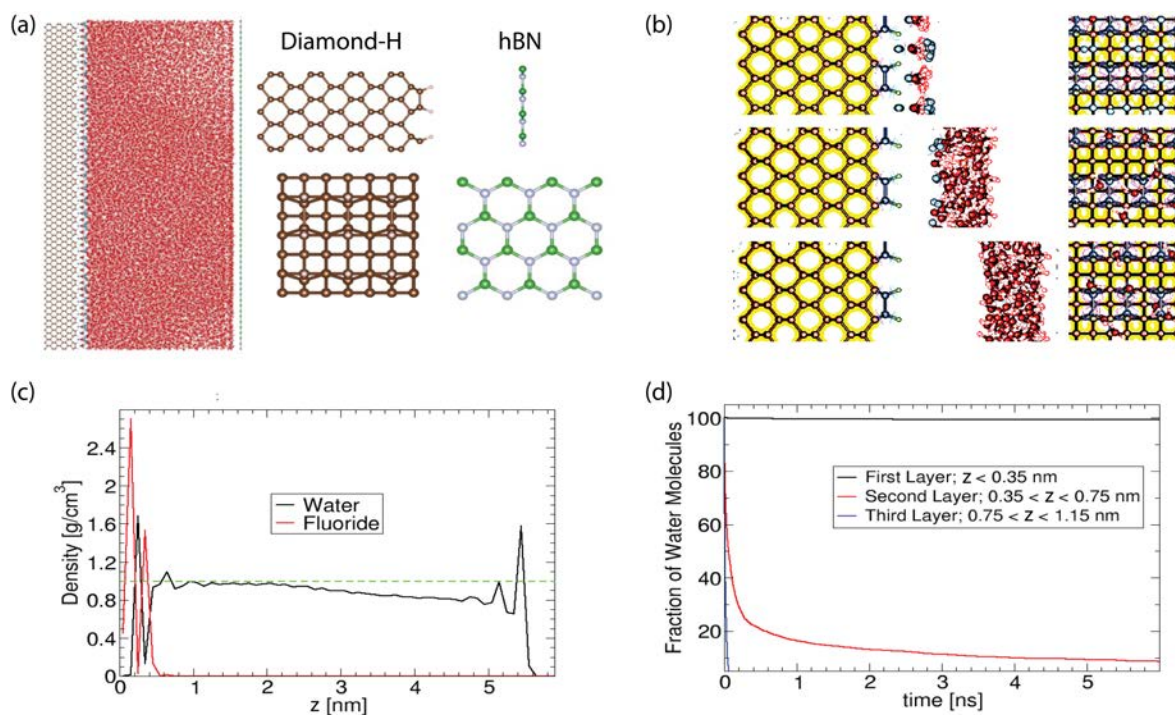 (a)
Diamond-H
hBN
(b)
(c)
Density [g/cm³]
2.4
2
1.6
1.2
0.8
0.4
0
Water
Fluoride
0 1 2 3 4 5
z [nm]
(d)
Fraction of Water Molecules
100
80
60
40
20
First Layer; z < 0.35 nm
Second Layer; 0.35 < z < 0.75 nm
Third Layer; 0.75 < z < 1.15 nm
0 1 2 3 4 5
time [ns]